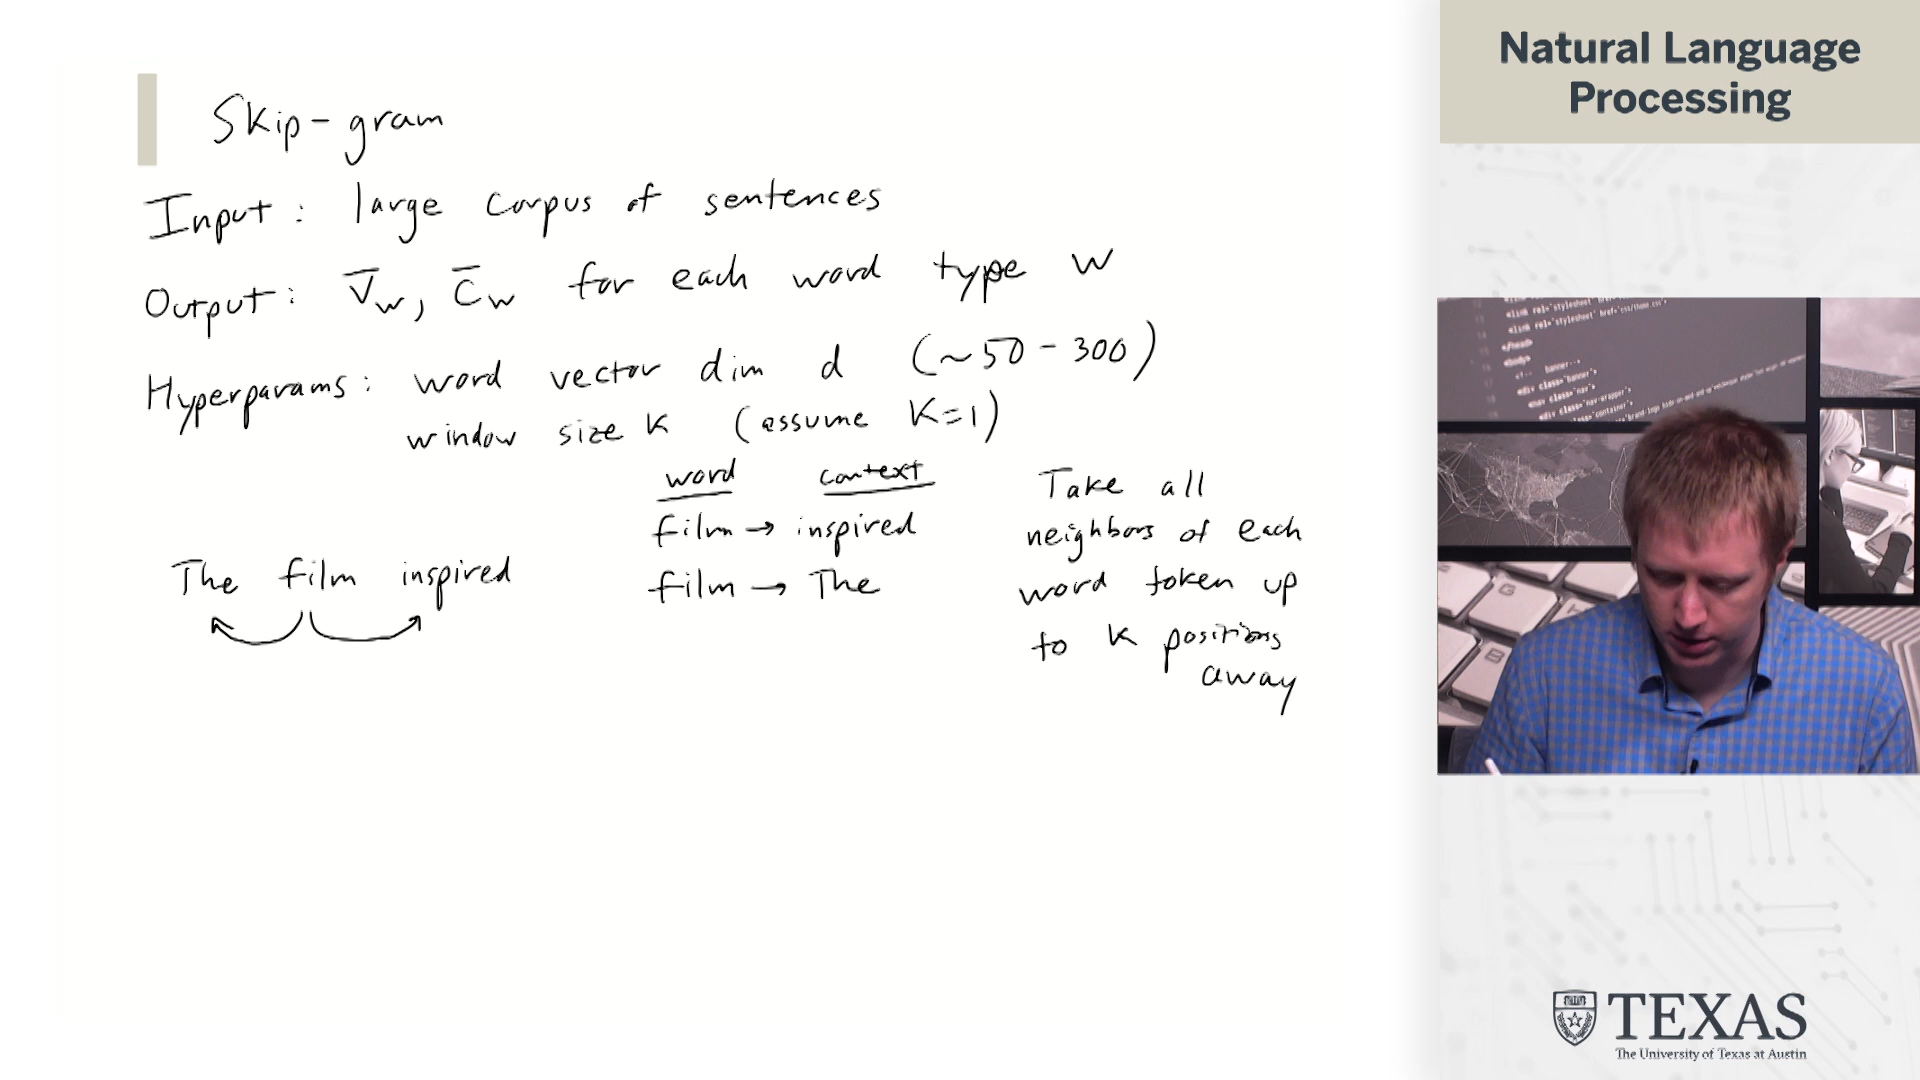 Skip-gram
Input: large corpus of sentences
Output: v̄w, c̄w for each word type w
Hyperparams: word vector dim d (~50-300)
window size k (assume k=1)
word context
film → inspired
film → The
The film inspired
Take all
neighbors of each
word token up
to k positions
away
Natural Language
Processing
TEXAS
The University of Texas at Austin